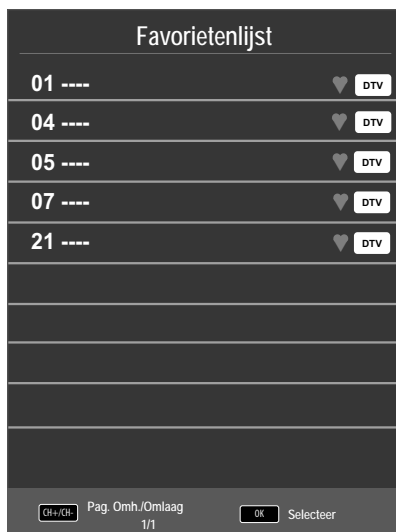 Favorietenlijst
01 ---- DTV
04 ---- DTV
05 ---- DTV
07 ---- DTV
21 ---- DTV
CH+/CH- Pag. Omh./Omlaag OK Selecteer
1/1